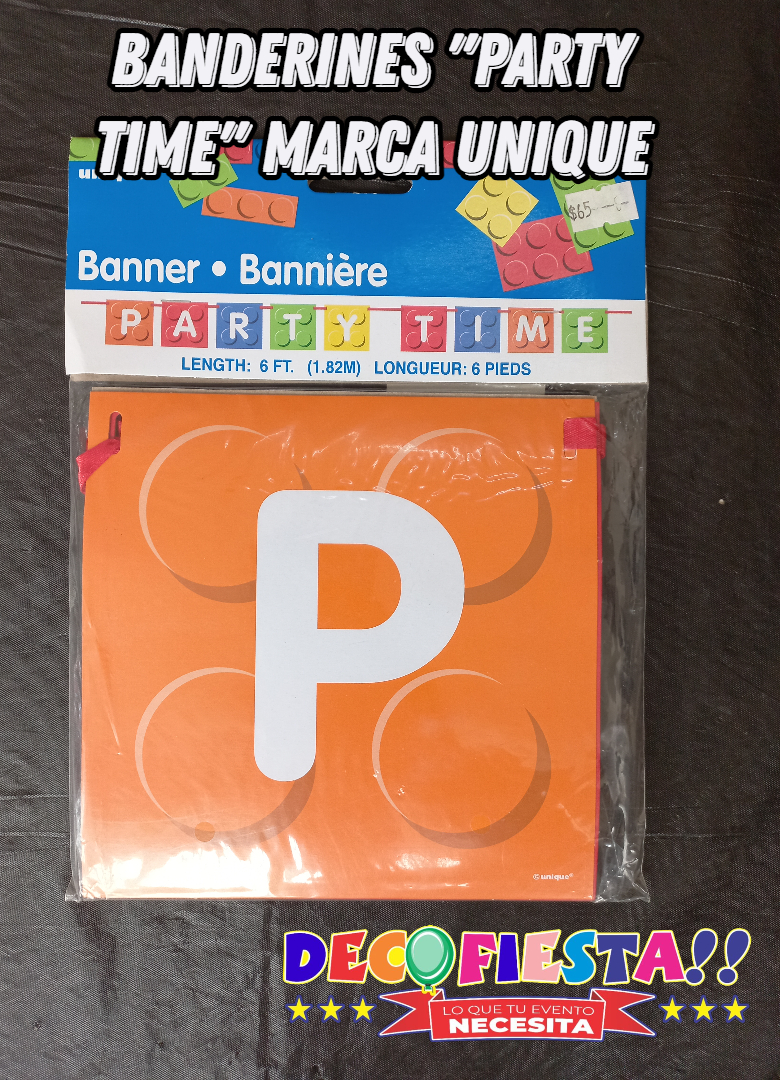 BANDERINES "PARTY
TIME" MARCA UNIQUE
$65
Banner • Bannière
PARTY TIME
LENGTH: 6 FT. (1.82M) LONGUEUR: 6 PIEDS
P
© unique®
DECOFIESTA!!
LO QUE TU EVENTO
NECESITA